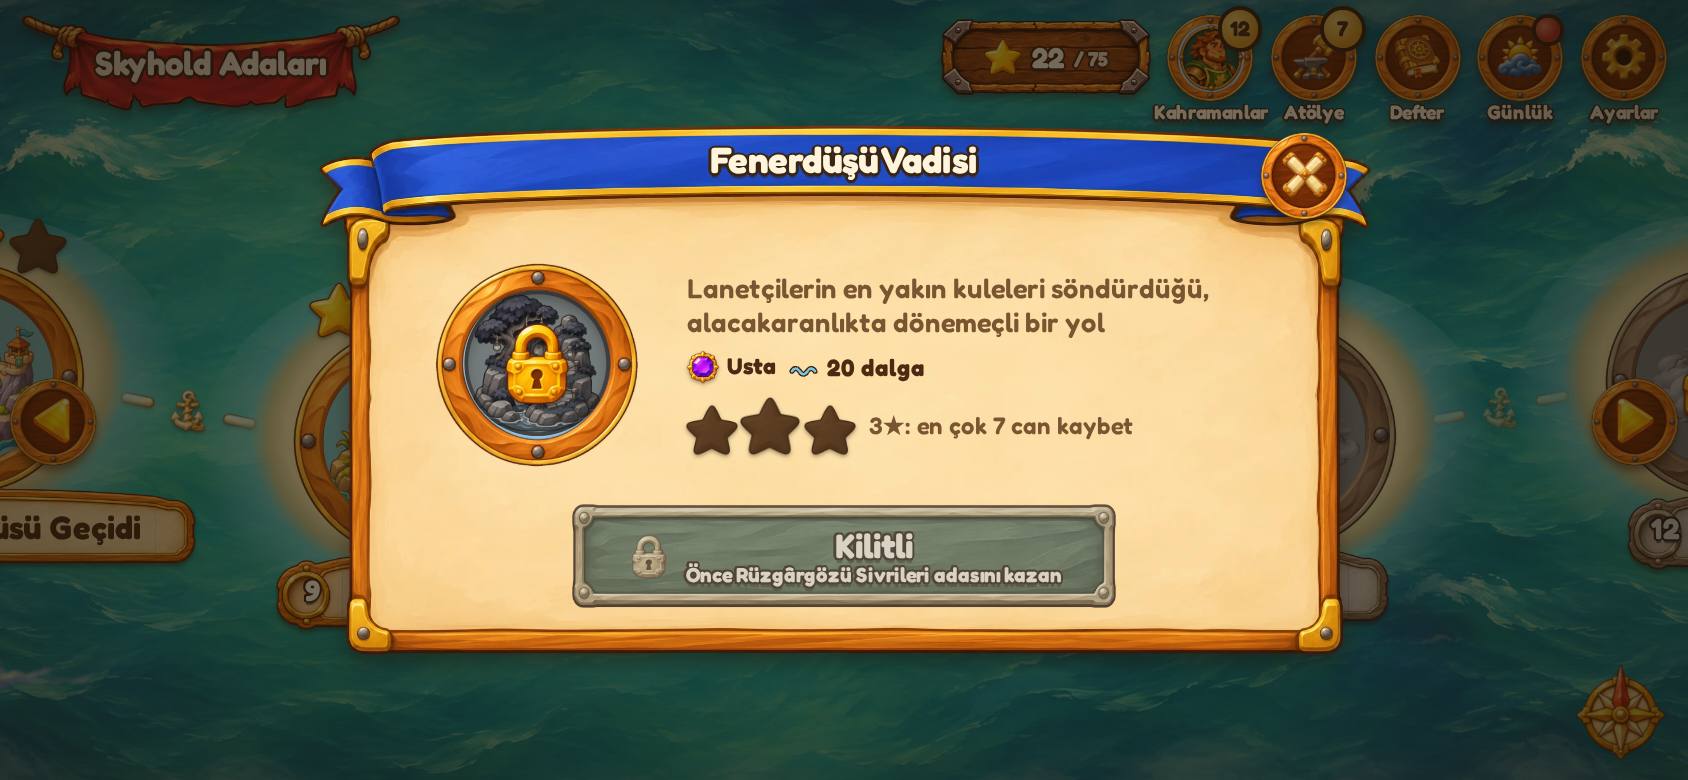 Skyhold Adaları
22 / 75
12
7
Kahramanlar
Atölye
Defter
Günlük
Ayarlar
Fenerdüşü Vadisi
Lanetçilerin en yakın kuleleri söndürdüğü,
alacakaranlıkta dönemeçli bir yol
Usta 20 dalga
3★: en çok 7 can kaybet
Kilitli
Önce Rüzgârgözü Sivrileri adasını kazan
Geçidi
9
12